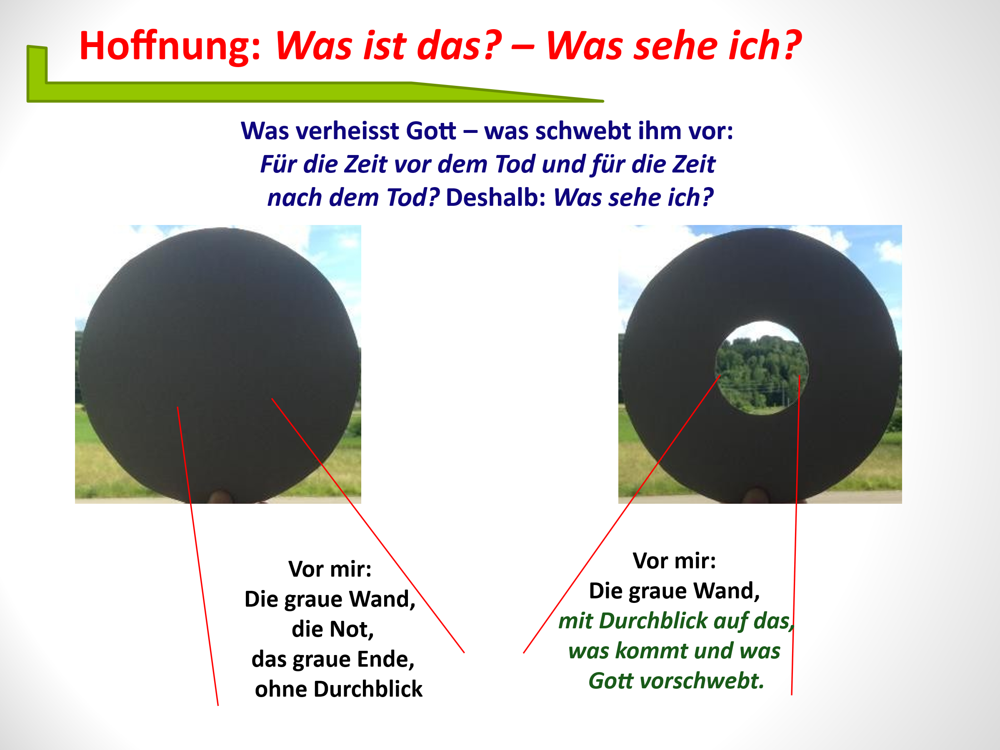 Hoffnung: Was ist das? – Was sehe ich?
Was verheisst Gott – was schwebt ihm vor:
Für die Zeit vor dem Tod und für die Zeit
nach dem Tod? Deshalb: Was sehe ich?
Vor mir:
Die graue Wand,
die Not,
das graue Ende,
ohne Durchblick
Vor mir:
Die graue Wand,
mit Durchblick auf das,
was kommt und was
Gott vorschwebt.